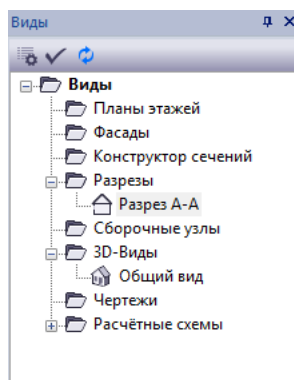 Виды
Виды
Планы этажей
Фасады
Конструктор сечений
Разрезы
Разрез А-А
Сборочные узлы
3D-Виды
Общий вид
Чертежи
Расчётные схемы